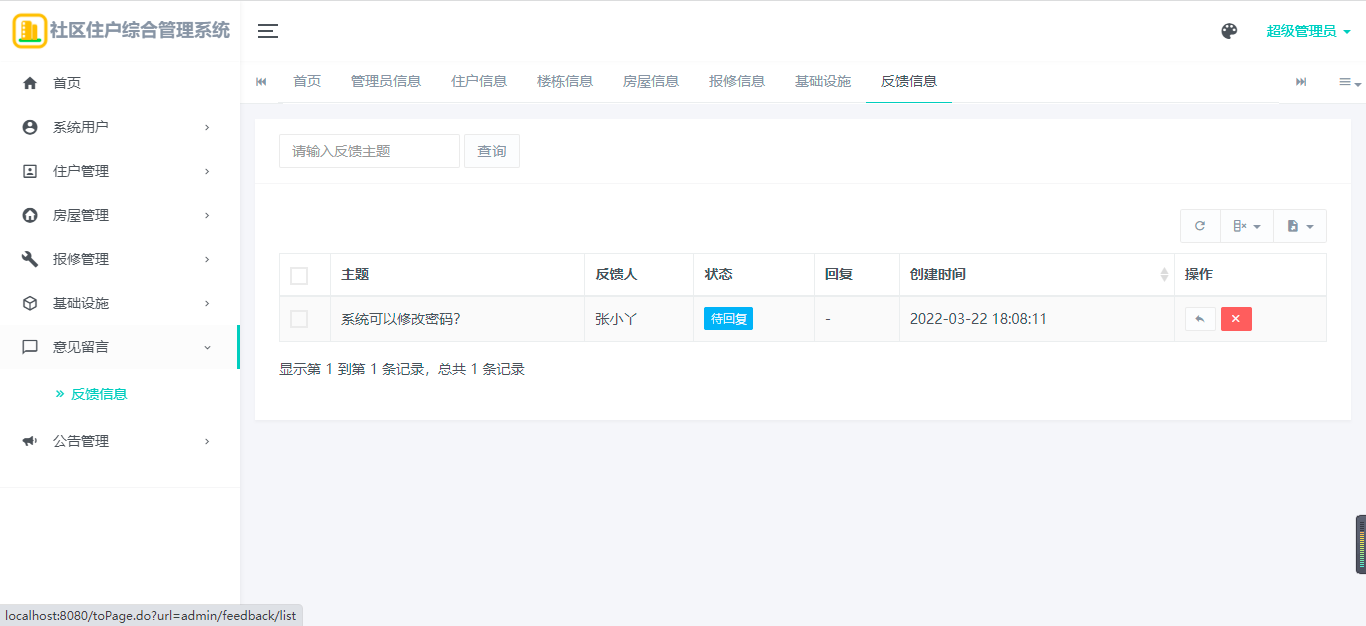 社区住户综合管理系统
超级管理员
首页
系统用户
住户管理
房屋管理
报修管理
基础设施
意见留言
» 反馈信息
公告管理
首页 管理员信息 住户信息 楼栋信息 房屋信息 报修信息 基础设施 反馈信息
请输入反馈主题 查询
主题 反馈人 状态 回复 创建时间 操作
系统可以修改密码? 张小丫 待回复 - 2022-03-22 18:08:11
显示第 1 到第 1 条记录，总共 1 条记录
localhost:8080/toPage.do?url=admin/feedback/list